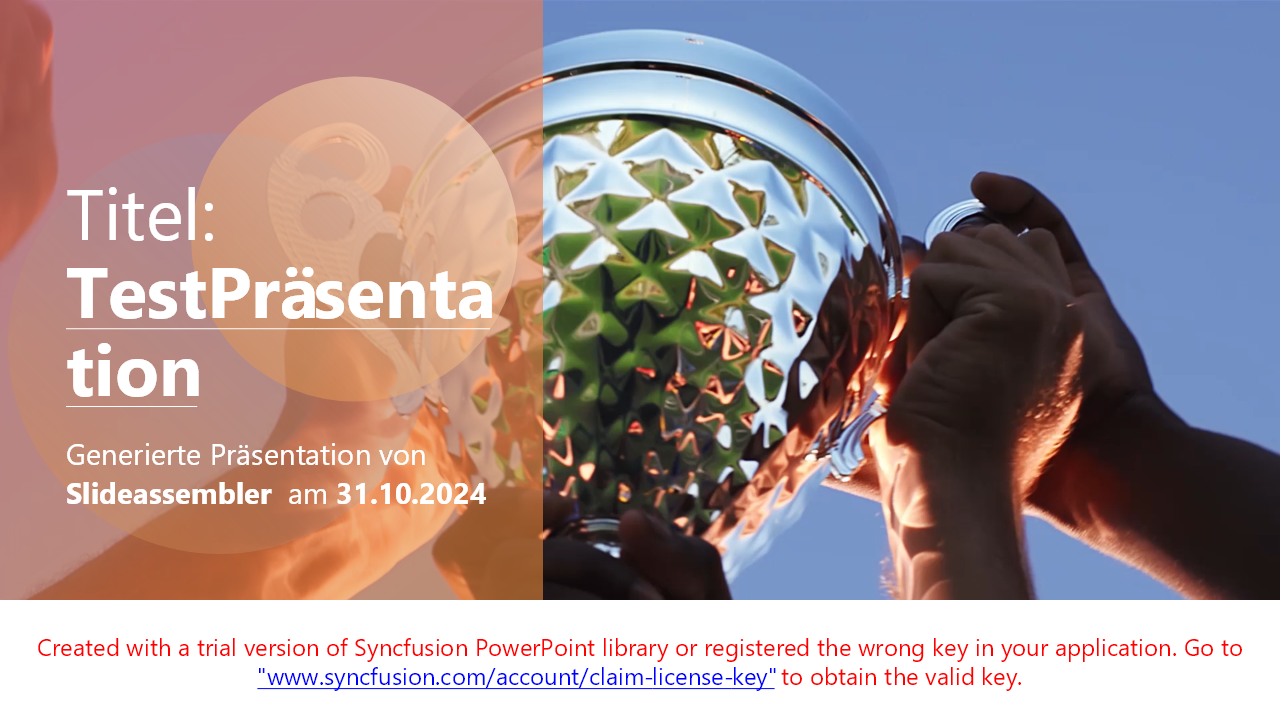 Titel:
TestPräsenta
tion
Generierte Präsentation von
Slideassembler am 31.10.2024
Created with a trial version of Syncfusion PowerPoint library or registered the wrong key in your application. Go to
"www.syncfusion.com/account/claim-license-key" to obtain the valid key.